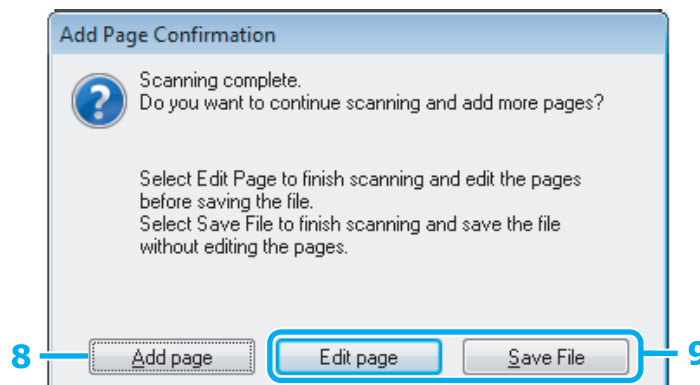 Add Page Confirmation
Scanning complete.
Do you want to continue scanning and add more pages?
Select Edit Page to finish scanning and edit the pages
before saving the file.
Select Save File to finish scanning and save the file
without editing the pages.
8 Add page Edit page Save File 9